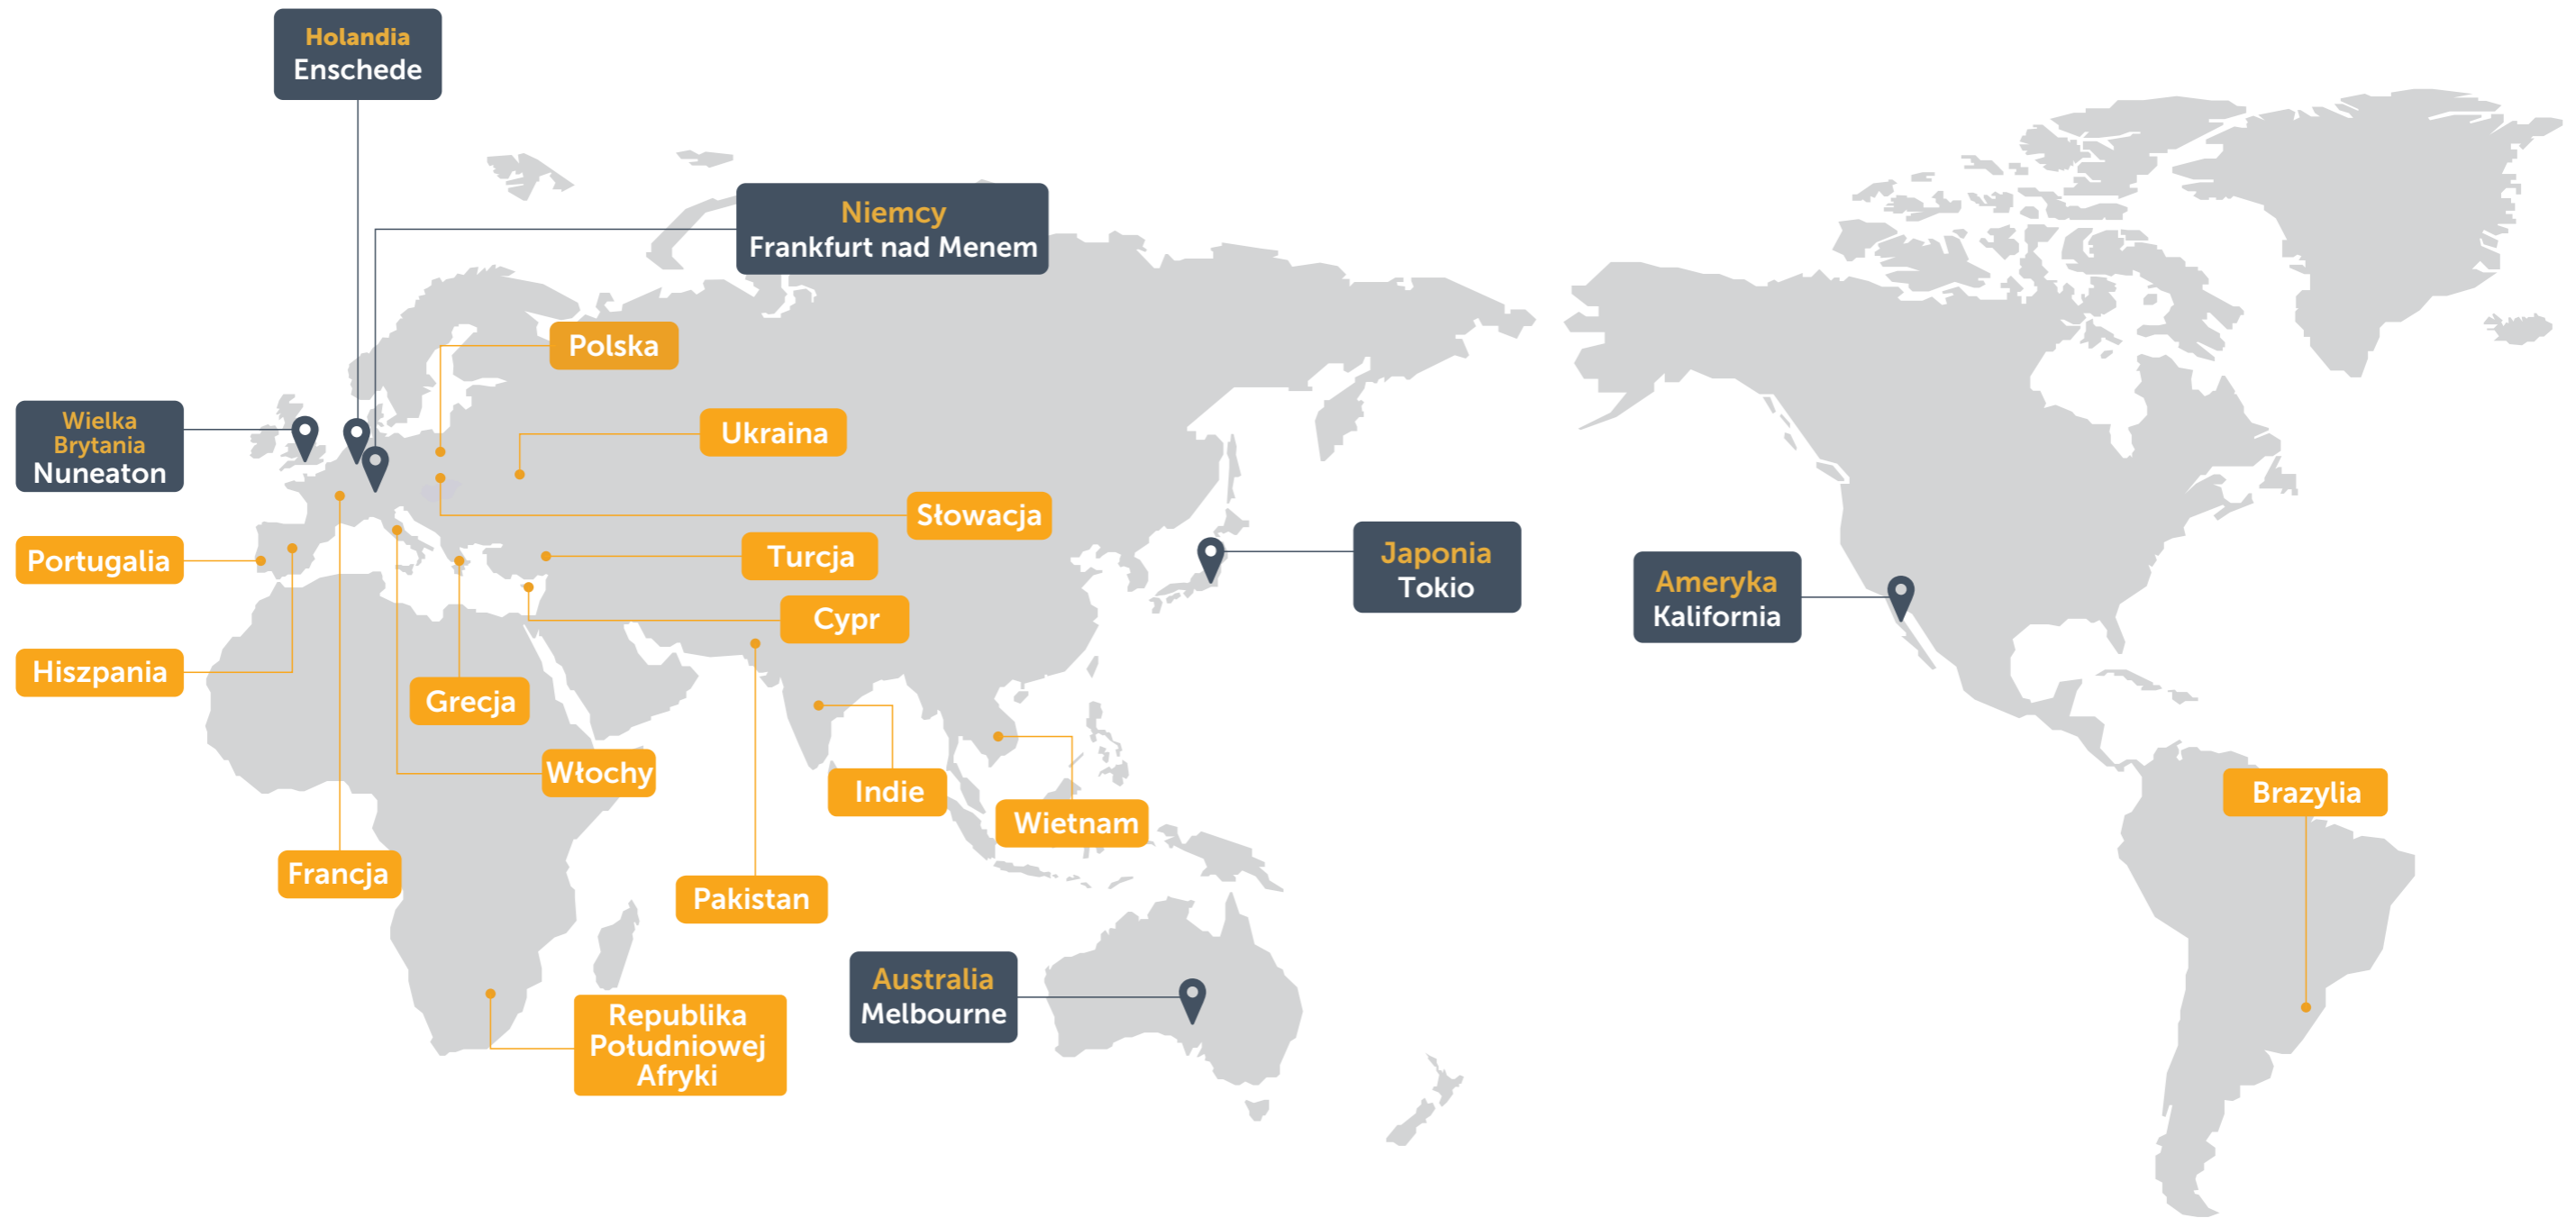 Holandia
Enschede
Niemcy
Frankfurt nad Menem
Polska
Wielka
Brytania
Nuneaton
Ukraina
Słowacja
Portugalia
Turcja
Japonia
Tokio
Ameryka
Kalifornia
Cypr
Hiszpania
Grecja
Włochy
Indie
Wietnam
Brazylia
Francja
Pakistan
Australia
Melbourne
Republika
Południowej
Afryki